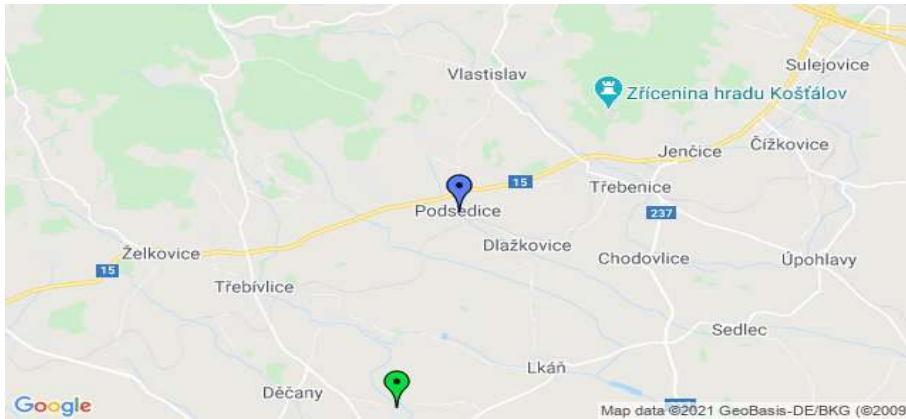 Sulejovice
Vlastislav
Zřícenina hradu Košťálov
Čížkovice
Jenčice
15
Třebenice
Podsedice
237
Dlažkovice
Želkovice
Chodovlice
Úpohlavy
15
Třebívlice
Sedlec
Lkáň
Děčany
15
Google
Map data ©2021 GeoBasis-DE/BKG (©2009